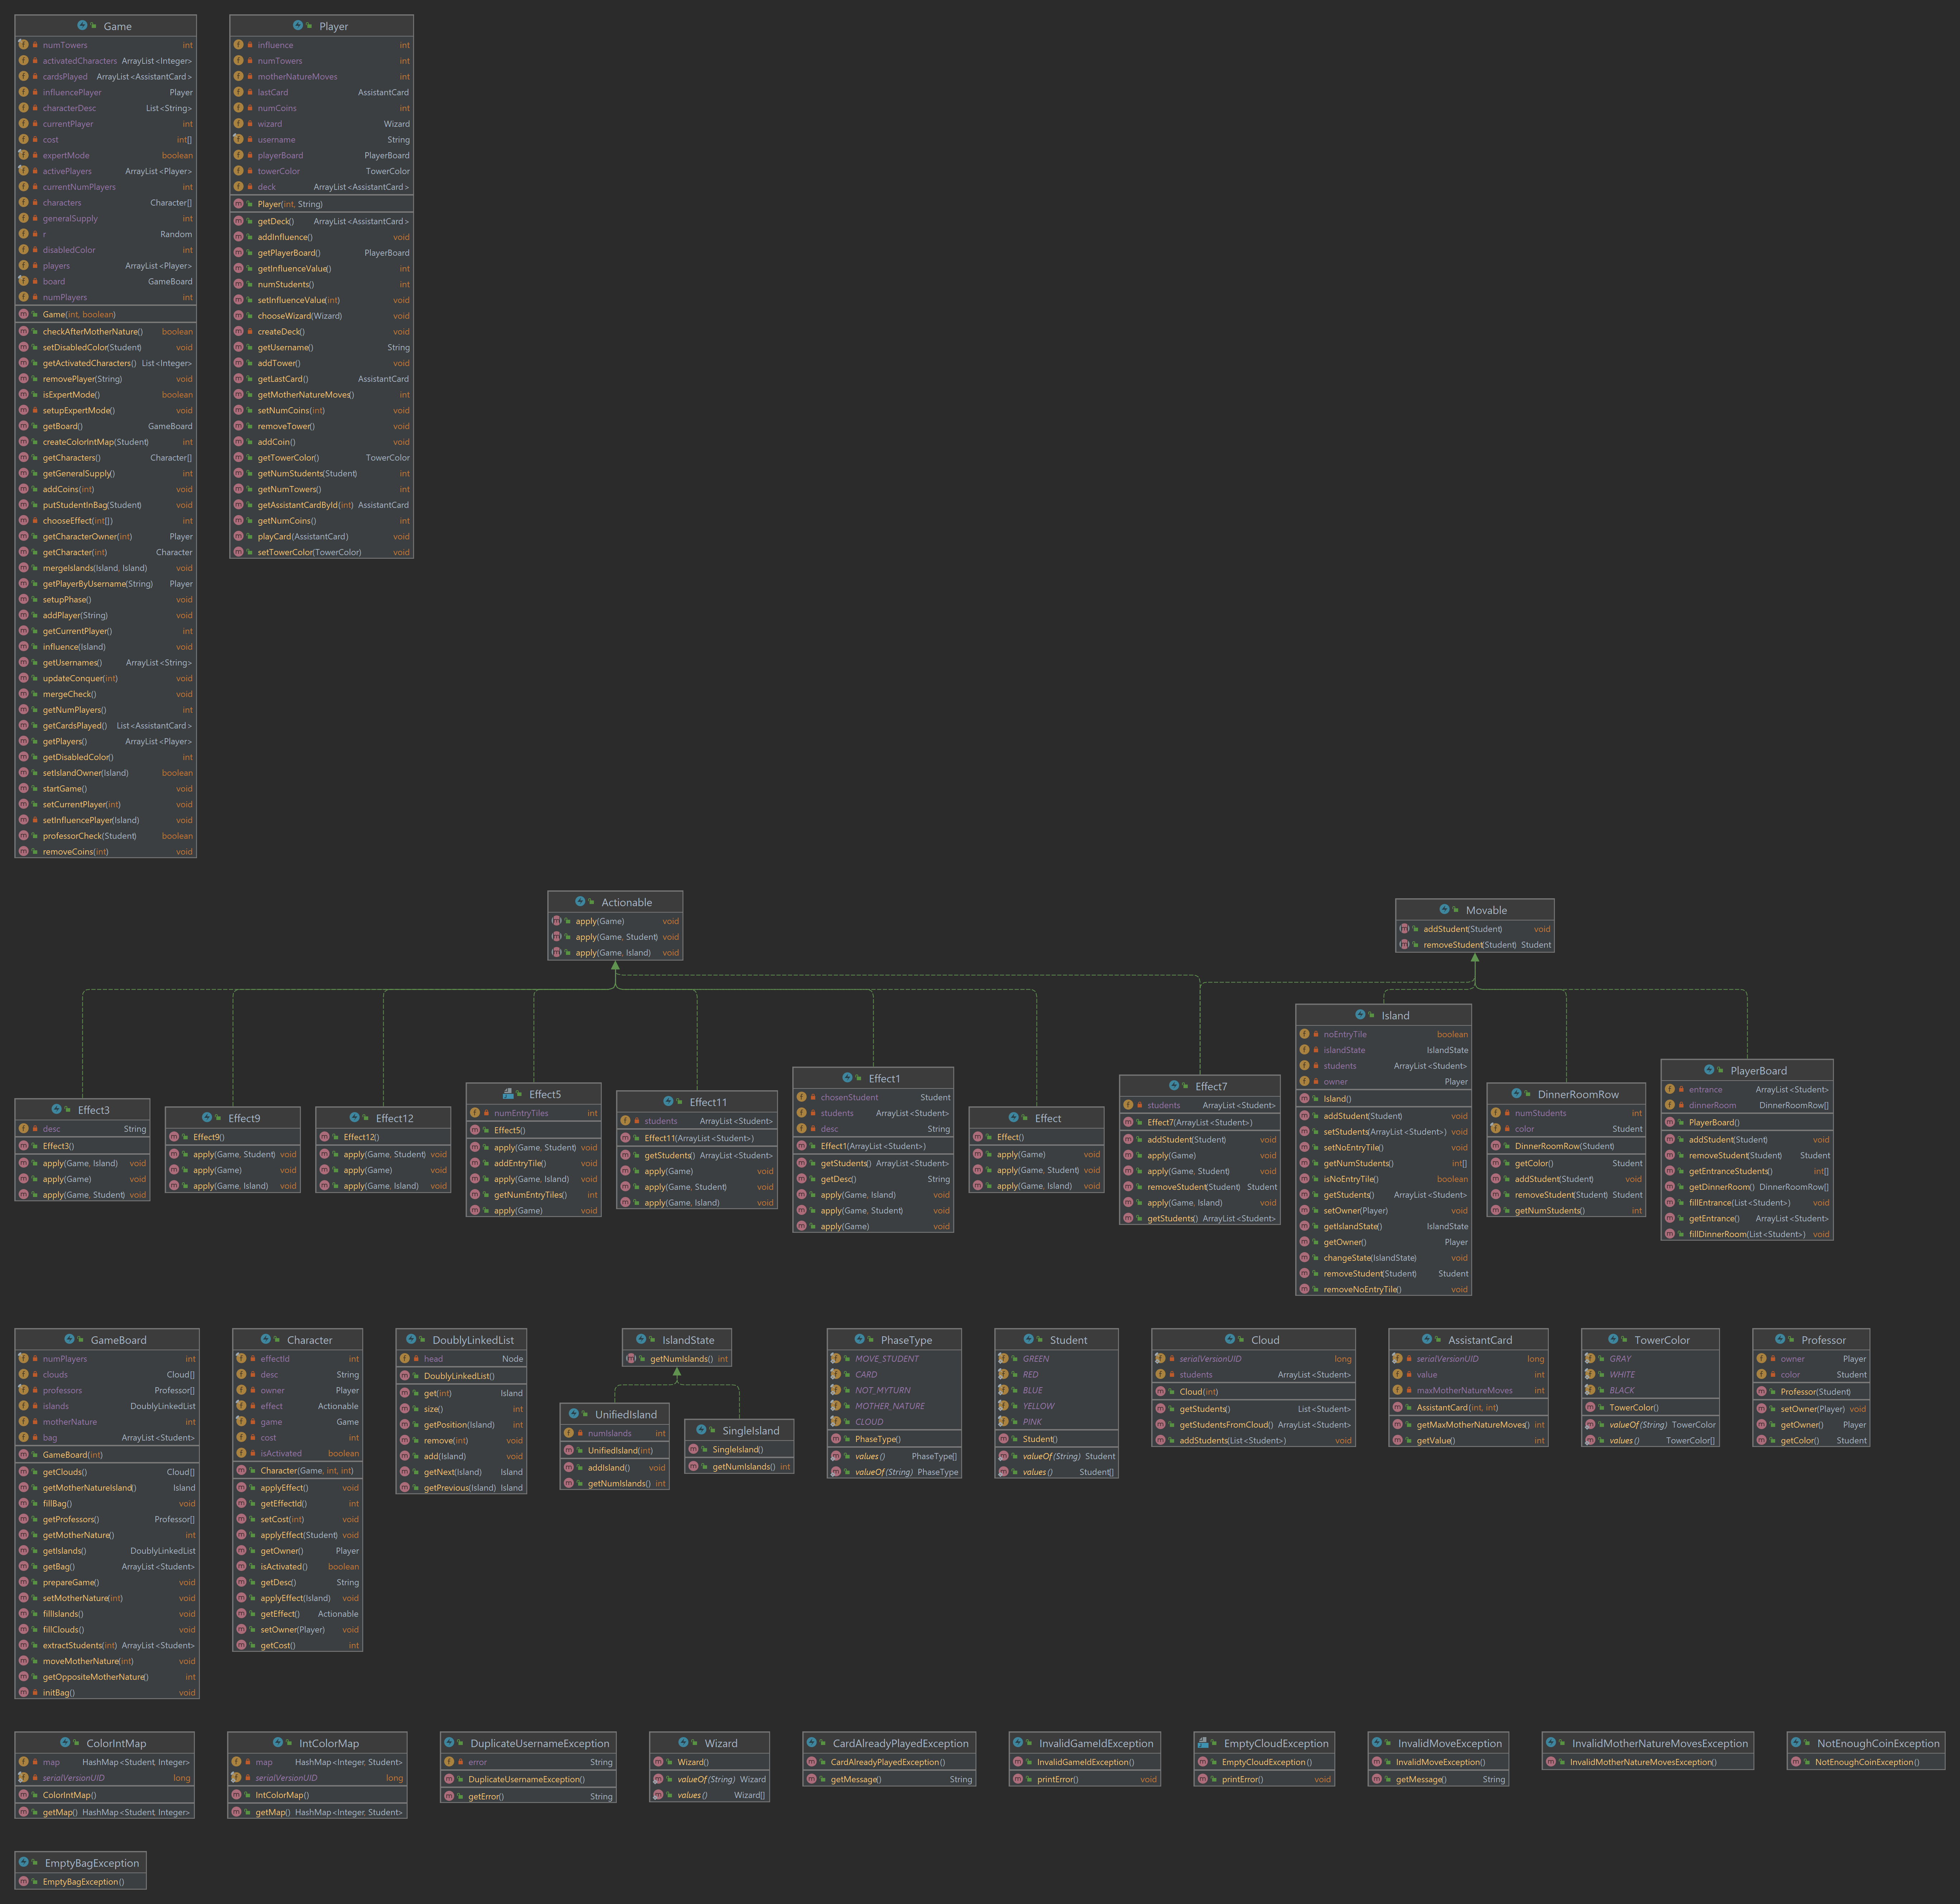 Game
numTowers int
activatedCharacters ArrayList<Integer>
cardsPlayed ArrayList<AssistantCard>
influencePlayer Player
characterDesc List<String>
currentPlayer int
cost int[]
expertMode boolean
activePlayers ArrayList<Player>
currentNumPlayers int
characters Character[]
generalSupply int
r Random
disabledColor int
players ArrayList<Player>
board GameBoard
numPlayers int
Game(int, boolean)
checkAfterMotherNature() boolean
setDisabledColor(Student) void
getActivatedCharacters() List<Integer>
removePlayer(String) void
isExpertMode() boolean
setupExpertMode() void
getBoard() GameBoard
createColorIntMap(Student) int
getCharacters() Character[]
getGeneralSupply() int
addCoins(int) void
putStudentInBag(Student) void
chooseEffect(int[]) int
getCharacterOwner(int) Player
getCharacter(int) Character
mergeIslands(Island, Island) void
getPlayerByUsername(String) Player
setupPhase() void
addPlayer(String) void
getCurrentPlayer() int
influence(Island) void
getUsernames() ArrayList<String>
updateConquer(int) void
mergeCheck() void
getNumPlayers() int
getCardsPlayed() List<AssistantCard>
getPlayers() ArrayList<Player>
getDisabledColor() int
setIslandOwner(Island) boolean
startGame() void
setCurrentPlayer(int) void
setInfluencePlayer(Island) void
professorCheck(Student) boolean
removeCoins(int) void
Player
influence int
numTowers int
motherNatureMoves int
lastCard AssistantCard
numCoins int
wizard Wizard
username String
playerBoard PlayerBoard
towerColor TowerColor
deck ArrayList<AssistantCard>
Player(int, String)
getDeck() ArrayList<AssistantCard>
addInfluence() void
getPlayerBoard() PlayerBoard
getInfluenceValue() int
numStudents() int
setInfluenceValue(int) void
chooseWizard(Wizard) void
createDeck() void
getUsername() String
addTower() void
getLastCard() AssistantCard
getMotherNatureMoves() int
setNumCoins(int) void
removeTower() void
addCoin() void
getTowerColor() TowerColor
getNumStudents(Student) int
getNumTowers() int
getAssistantCardById(int) AssistantCard
getNumCoins() int
playCard(AssistantCard) void
setTowerColor(TowerColor) void
Actionable
apply(Game) void
apply(Game, Student) void
apply(Game, Island) void
Movable
addStudent(Student) void
removeStudent(Student) Student
Effect3
desc String
Effect3()
apply(Game, Island) void
apply(Game) void
apply(Game, Student) void
Effect9
Effect9()
apply(Game, Student) void
apply(Game) void
apply(Game, Island) void
Effect12
Effect12()
apply(Game, Student) void
apply(Game) void
apply(Game, Island) void
Effect5
numEntryTiles int
Effect5()
apply(Game, Student) void
addEntryTile() void
apply(Game, Island) void
getNumEntryTiles() int
apply(Game) void
Effect11
students ArrayList<Student>
Effect11(ArrayList<Student>)
getStudents() ArrayList<Student>
apply(Game) void
apply(Game, Student) void
apply(Game, Island) void
Effect1
chosenStudent Student
students ArrayList<Student>
desc String
Effect1(ArrayList<Student>)
getStudents() ArrayList<Student>
getDesc() String
apply(Game, Island) void
apply(Game, Student) void
apply(Game) void
Effect
Effect()
apply(Game) void
apply(Game, Student) void
apply(Game, Island) void
Effect7
students ArrayList<Student>
Effect7(ArrayList<Student>)
addStudent(Student) void
apply(Game) void
apply(Game, Student) void
removeStudent(Student) Student
apply(Game, Island) void
getStudents() ArrayList<Student>
Island
noEntryTile boolean
islandState IslandState
students ArrayList<Student>
owner Player
Island()
addStudent(Student) void
setStudents(ArrayList<Student>) void
setNoEntryTile() void
getNumStudents() int[]
isNoEntryTile() boolean
getStudents() ArrayList<Student>
setOwner(Player) void
getIslandState() IslandState
getOwner() Player
changeState(IslandState) void
removeStudent(Student) Student
removeNoEntryTile() void
DinnerRoomRow
numStudents int
color Student
DinnerRoomRow(Student)
getColor() Student
addStudent(Student) void
removeStudent(Student) Student
getNumStudents() int
PlayerBoard
entrance ArrayList<Student>
dinnerRoom DinnerRoomRow[]
PlayerBoard()
addStudent(Student) void
removeStudent(Student) Student
getEntranceStudents() int[]
getDinnerRoom() DinnerRoomRow[]
fillEntrance(List<Student>) void
getEntrance() ArrayList<Student>
fillDinnerRoom(List<Student>) void
GameBoard
numPlayers int
clouds Cloud[]
professors Professor[]
islands DoublyLinkedList
motherNature int
bag ArrayList<Student>
GameBoard(int)
getClouds() Cloud[]
getMotherNatureIsland() Island
fillBag() void
getProfessors() Professor[]
getMotherNature() int
getIslands() DoublyLinkedList
getBag() ArrayList<Student>
prepareGame() void
setMotherNature(int) void
fillIslands() void
fillClouds() void
extractStudents(int) ArrayList<Student>
moveMotherNature(int) void
getOppositeMotherNature() int
initBag() void
Character
effectId int
desc String
owner Player
effect Actionable
game Game
cost int
isActivated boolean
Character(Game, int, int)
applyEffect() void
getEffectId() int
setCost(int) void
applyEffect(Student) void
getOwner() Player
isActivated() boolean
getDesc() String
applyEffect(Island) void
getEffect() Actionable
setOwner(Player) void
getCost() int
DoublyLinkedList
head Node
DoublyLinkedList()
get(int) Island
size() int
getPosition(Island) int
remove(int) void
add(Island) void
getNext(Island) Island
getPrevious(Island) Island
IslandState
getNumIslands() int
UnifiedIsland
numIslands int
UnifiedIsland(int)
addIsland() void
getNumIslands() int
SingleIsland
SingleIsland()
getNumIslands() int
PhaseType
MOVE_STUDENT
CARD
NOT_MYTURN
MOTHER_NATURE
CLOUD
PhaseType()
values() PhaseType[]
valueOf(String) PhaseType
Student
GREEN
RED
BLUE
YELLOW
PINK
Student()
valueOf(String) Student
values() Student[]
Cloud
serialVersionUID long
students ArrayList<Student>
Cloud(int)
getStudents() List<Student>
getStudentsFromCloud() ArrayList<Student>
addStudents(List<Student>) void
AssistantCard
serialVersionUID long
value int
maxMotherNatureMoves int
AssistantCard(int, int)
getMaxMotherNatureMoves() int
getValue() int
TowerColor
GRAY
WHITE
BLACK
TowerColor()
valueOf(String) TowerColor
values() TowerColor[]
Professor
owner Player
color Student
Professor(Student)
setOwner(Player) void
getOwner() Player
getColor() Student
ColorIntMap
map HashMap<Student, Integer>
serialVersionUID long
ColorIntMap()
getMap() HashMap<Student, Integer>
IntColorMap
map HashMap<Integer, Student>
serialVersionUID long
IntColorMap()
getMap() HashMap<Integer, Student>
DuplicateUsernameException
error String
DuplicateUsernameException()
getError() String
Wizard
Wizard()
valueOf(String) Wizard
values() Wizard[]
CardAlreadyPlayedException
CardAlreadyPlayedException()
getMessage() String
InvalidGameIdException
InvalidGameIdException()
printError() void
EmptyCloudException
EmptyCloudException()
printError() void
InvalidMoveException
InvalidMoveException()
getMessage() String
InvalidMotherNatureMovesException
InvalidMotherNatureMovesException()
NotEnoughCoinException
NotEnoughCoinException()
EmptyBagException
EmptyBagException()